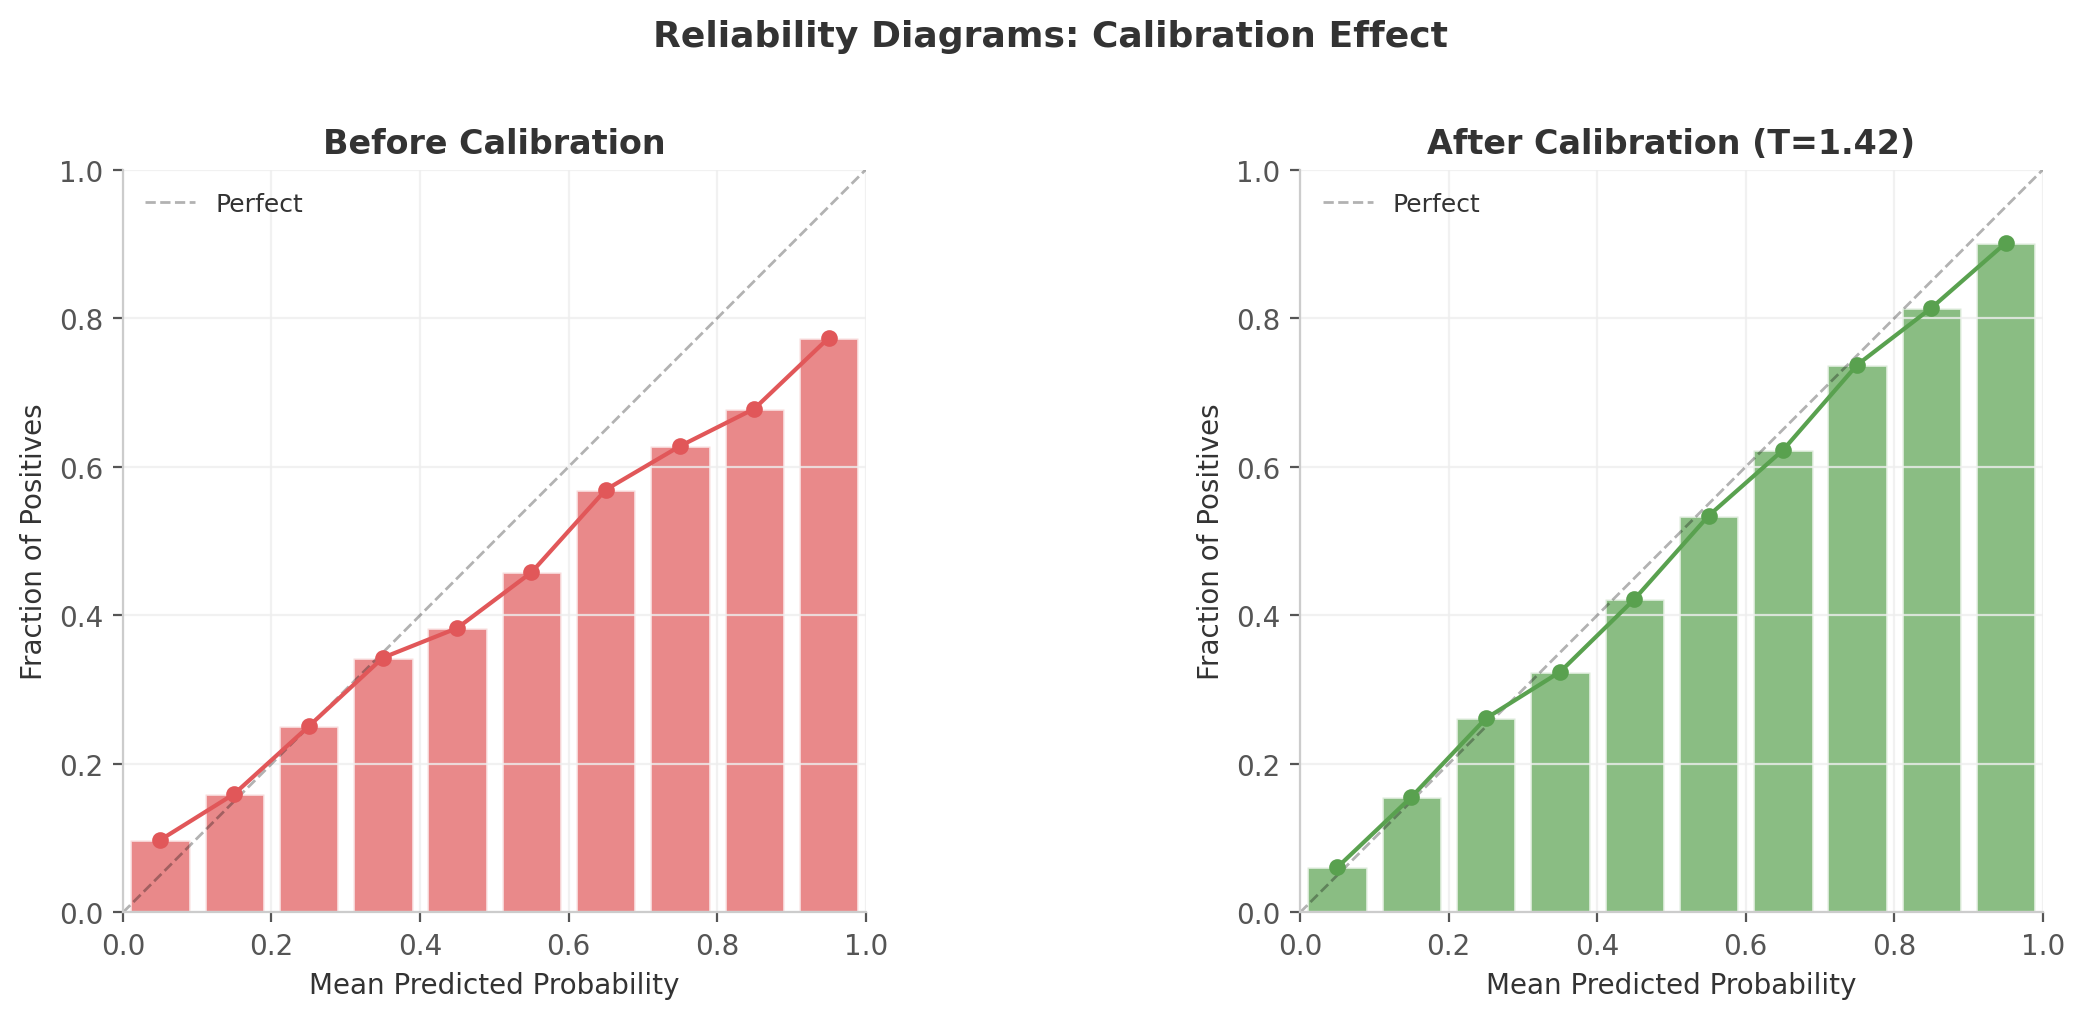 Reliability Diagrams: Calibration Effect
Before Calibration
Perfect
Fraction of Positives
1.0
0.8
0.6
0.4
0.2
0.0
0.0 0.2 0.4 0.6 0.8 1.0
Mean Predicted Probability
After Calibration (T=1.42)
Perfect
Fraction of Positives
1.0
0.8
0.6
0.4
0.2
0.0
0.0 0.2 0.4 0.6 0.8 1.0
Mean Predicted Probability